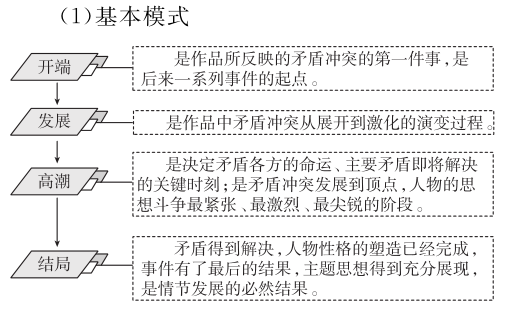 (1)基本模式
开端
是作品所反映的矛盾冲突的第一件事,是
后来一系列事件的起点。
发展
是作品中矛盾冲突从展开到激化的演变过程。
高潮
是决定矛盾各方的命运、主要矛盾即将解决
的关键时刻;是矛盾冲突发展到顶点,人物的思
想斗争最紧张、最激烈、最尖锐的阶段。
结局
矛盾得到解决,人物性格的塑造已经完成,
事件有了最后的结果,主题思想得到充分展现,
是情节发展的必然结果。